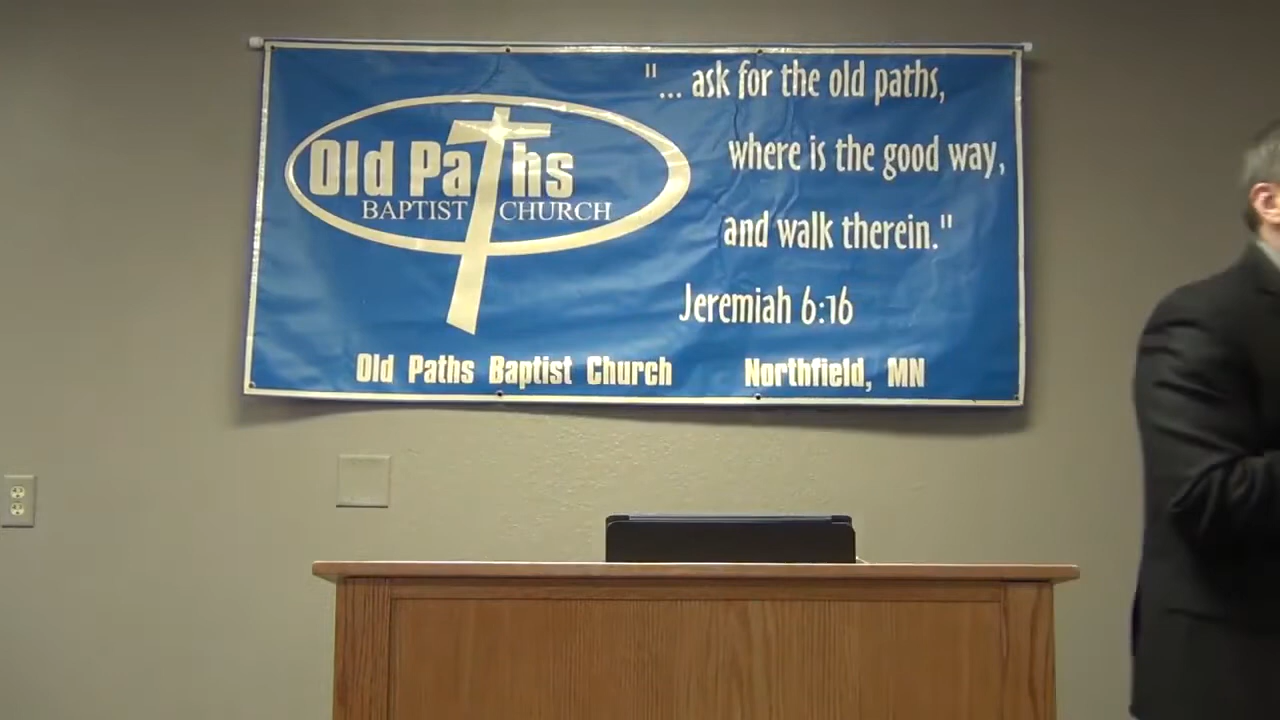 Old Paths
BAPTIST CHURCH
"... ask for the old paths,
where is the good way,
and walk therein."
Jeremiah 6:16
Old Paths Baptist Church Northfield, MN